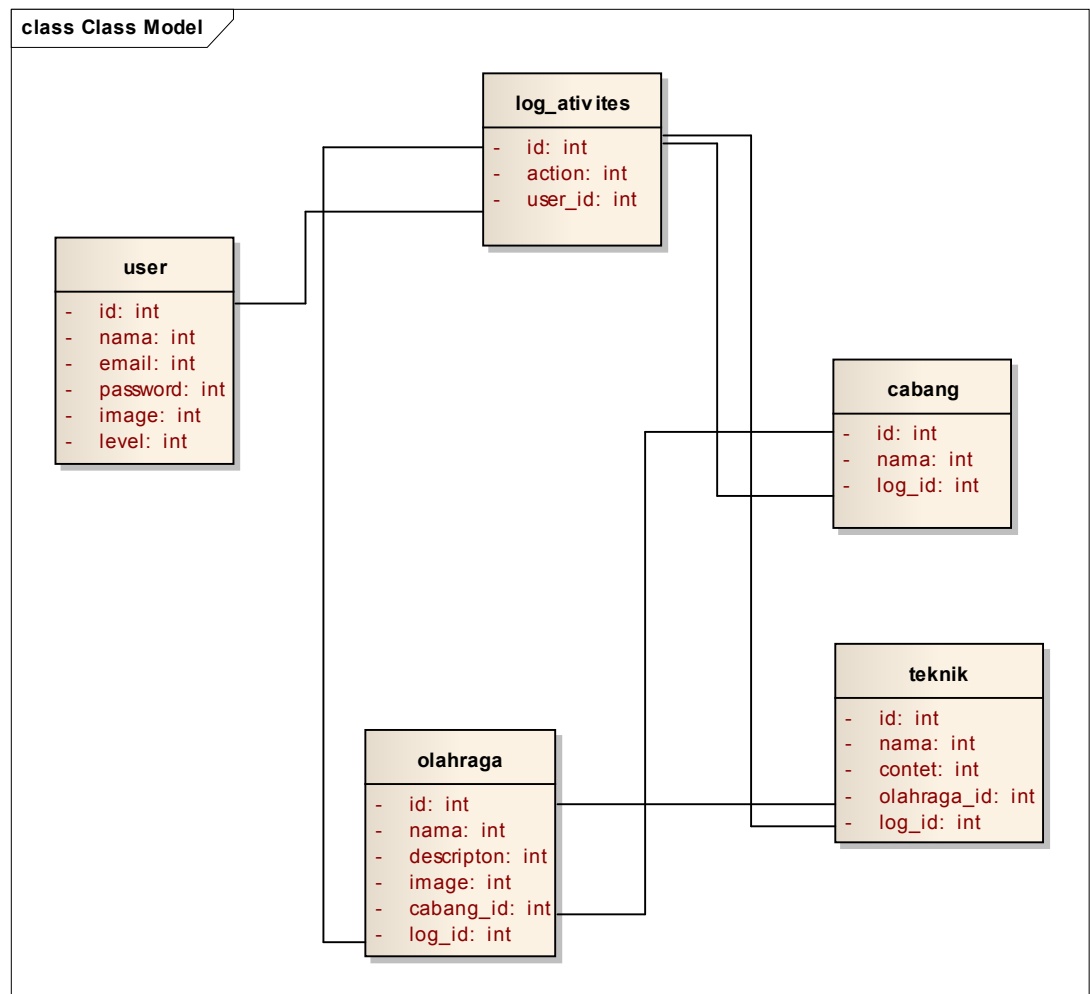 class Class Model
log_ativites
- id: int
- action: int
- user_id: int
user
- id: int
- nama: int
- email: int
- password: int
- image: int
- level: int
cabang
- id: int
- nama: int
- log_id: int
teknik
- id: int
- nama: int
- contet: int
- olahraga_id: int
- log_id: int
olahraga
- id: int
- nama: int
- descripton: int
- image: int
- cabang_id: int
- log_id: int